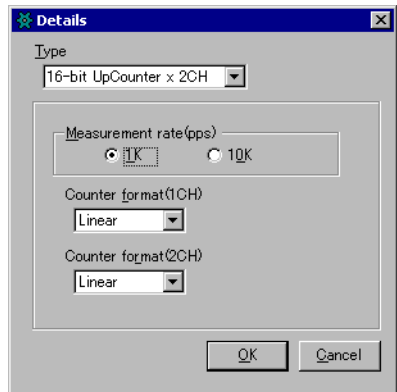 Details
Type
16-bit UpCounter x 2CH
Measurement rate(pps)
1K 10K
Counter format(1CH)
Linear
Counter format(2CH)
Linear
OK Cancel